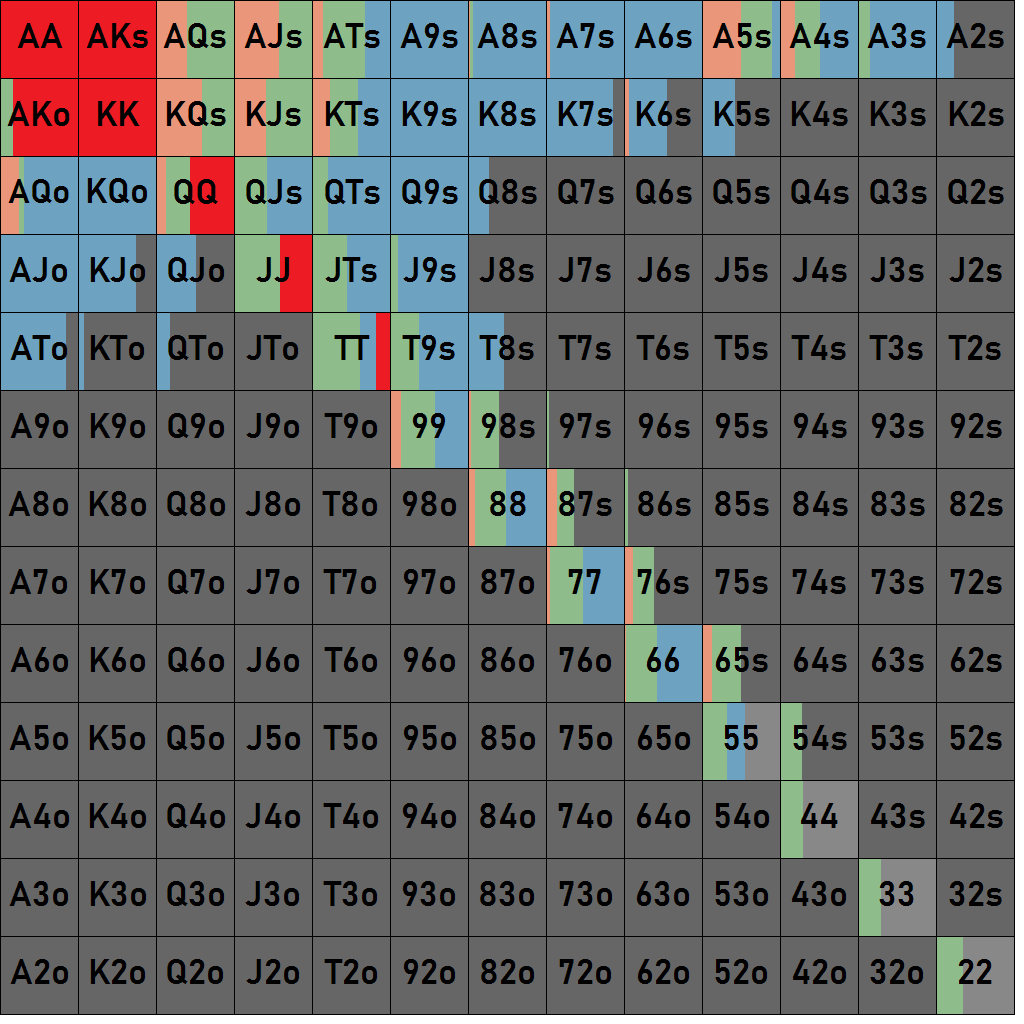 AA AKs AQs AJs ATs A9s A8s A7s A6s A5s A4s A3s A2s
AKo KK KQs KJs KTs K9s K8s K7s K6s K5s K4s K3s K2s
AQo KQo QQ QJs QTs Q9s Q8s Q7s Q6s Q5s Q4s Q3s Q2s
AJo KJo QJo JJ JTs J9s J8s J7s J6s J5s J4s J3s J2s
ATo KTo QTo JTo TT T9s T8s T7s T6s T5s T4s T3s T2s
A9o K9o Q9o J9o T9o 99 98s 97s 96s 95s 94s 93s 92s
A8o K8o Q8o J8o T8o 98o 88 87s 86s 85s 84s 83s 82s
A7o K7o Q7o J7o T7o 97o 87o 77 76s 75s 74s 73s 72s
A6o K6o Q6o J6o T6o 96o 86o 76o 66 65s 64s 63s 62s
A5o K5o Q5o J5o T5o 95o 85o 75o 65o 55 54s 53s 52s
A4o K4o Q4o J4o T4o 94o 84o 74o 64o 54o 44 43s 42s
A3o K3o Q3o J3o T3o 93o 83o 73o 63o 53o 43o 33 32s
A2o K2o Q2o J2o T2o 92o 82o 72o 62o 52o 42o 32o 22